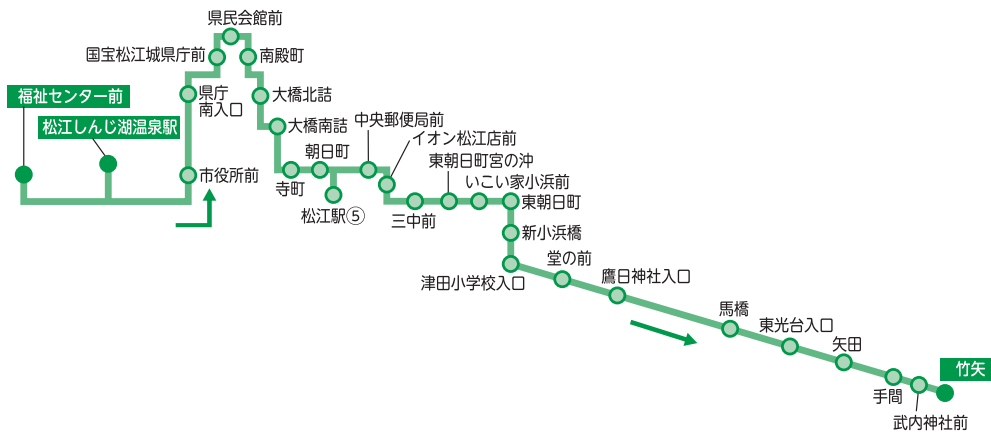 県民会館前
国宝松江城県庁前
南殿町
福祉センター前
県庁
南入口
大橋北詰
松江しんじ湖温泉駅
大橋南詰
中央郵便局前
イオン松江店前
朝日町
東朝日町宮の沖
市役所前
寺町
いこい家小浜前
松江駅⑤
三中前
東朝日町
新小浜橋
堂の前
津田小学校入口
鷹日神社入口
馬橋
東光台入口
矢田
竹矢
手間
武内神社前